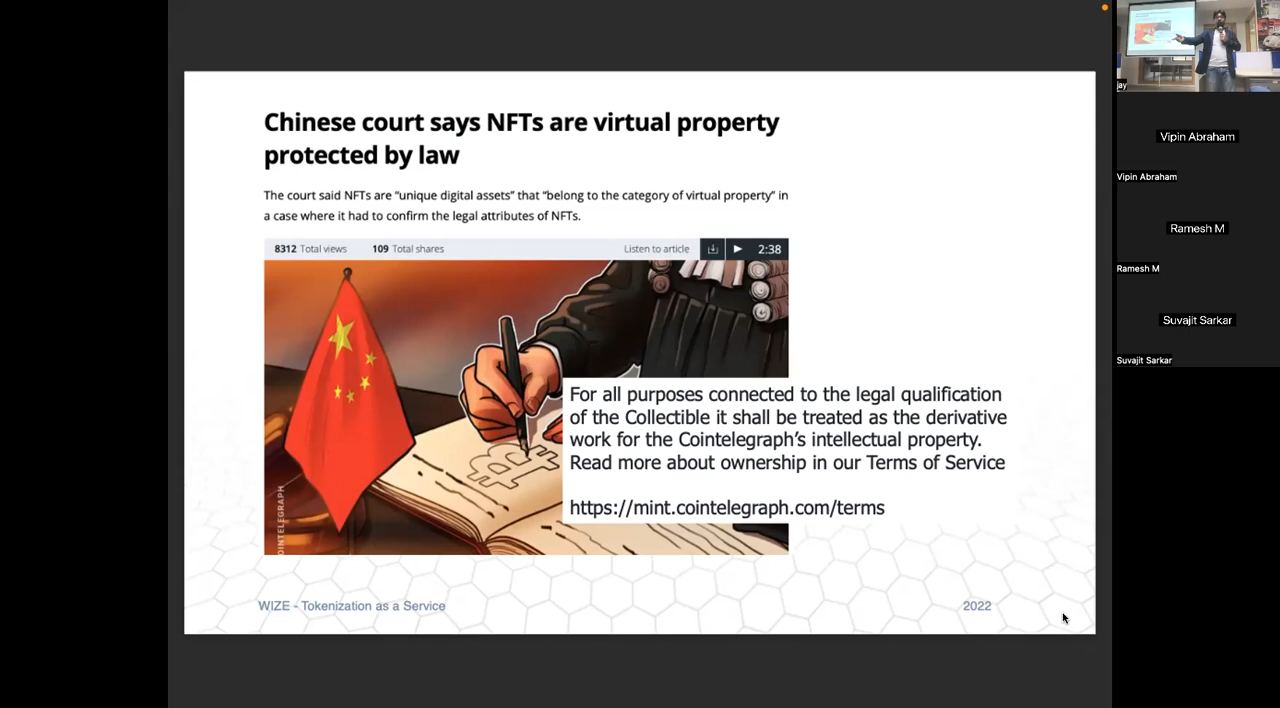 Chinese court says NFTs are virtual property
protected by law
The court said NFTs are “unique digital assets” that “belong to the category of virtual property” in
a case where it had to confirm the legal attributes of NFTs.
8312 Total views 109 Total shares Listen to article 2:38
For all purposes connected to the legal qualification
of the Collectible it shall be treated as the derivative
work for the Cointelegraph’s intellectual property.
Read more about ownership in our Terms of Service
https://mint.cointelegraph.com/terms
OINTELEGRAPH
WIZE - Tokenization as a Service
2022
jay
Vipin Abraham
Vipin Abraham
Ramesh M
Ramesh M
Suvajit Sarkar
Suvajit Sarkar